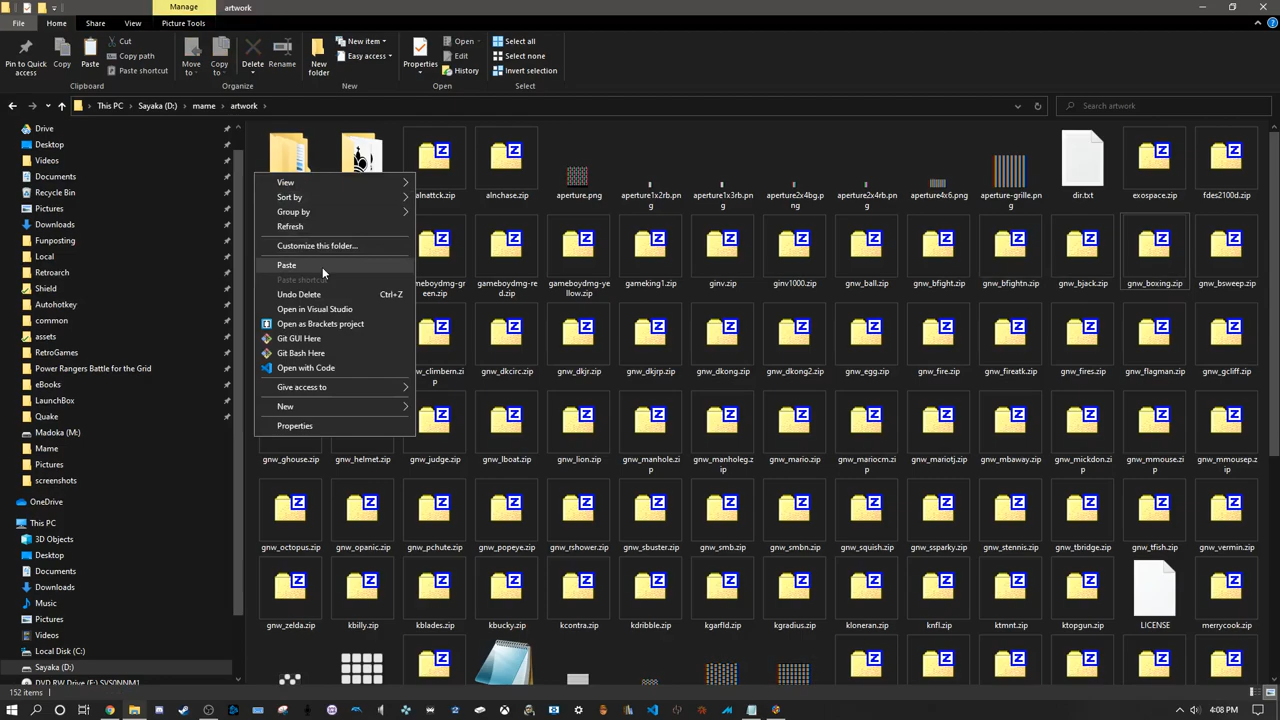 Manage
artwork
File
Home
Share
View
Picture Tools
Pin to Quick access
Copy
Paste
Cut
Copy path
Paste shortcut
Move to
Copy to
Delete
Rename
New folder
New item
Easy access
Properties
Open
Edit
History
Select all
Select none
Invert selection
Clipboard
Organize
New
Open
Select
This PC
Sayaka (D:)
mame
artwork
Search artwork
Drive
Desktop
Videos
Documents
Recycle Bin
Pictures
Downloads
Funposting
Local
Retroarch
Shield
Autohotkey
common
assets
RetroGames
Power Rangers Battle for the Grid
eBooks
LaunchBox
Quake
Madoka (M:)
Mame
Pictures
screenshots
OneDrive
This PC
3D Objects
Desktop
Documents
Downloads
Music
Pictures
Videos
Local Disk (C:)
Sayaka (D:)
DVD RW Drive (E:) SVS0NNM1
View
Sort by
Group by
Refresh
Customize this folder...
Paste
Paste shortcut
Undo Delete Ctrl+Z
Open in Visual Studio
Open as Brackets project
Git GUI Here
Git Bash Here
Open with Code
Give access to
New
Properties
alnattck.zip
alnchase.zip
aperture.png
aperture1x2rb.png
aperture1x3rb.png
aperture2x4bg.png
aperture2x4rb.png
aperture4x6.png
aperture-grille.png
dir.txt
exospace.zip
fdes2100d.zip
gameboydmg-green.zip
gameboydmg-red.zip
gameboydmg-yellow.zip
gameking1.zip
ginv.zip
ginv1000.zip
gnw_ball.zip
gnw_bfight.zip
gnw_bfightn.zip
gnw_bjack.zip
gnw_boxing.zip
gnw_bsweep.zip
gnw_climbern.zip
gnw_dkcirc.zip
gnw_dkjr.zip
gnw_dkjrp.zip
gnw_dkong.zip
gnw_dkong2.zip
gnw_egg.zip
gnw_fire.zip
gnw_fireatk.zip
gnw_fires.zip
gnw_flagman.zip
gnw_gcliff.zip
gnw_ghouse.zip
gnw_helmet.zip
gnw_judge.zip
gnw_lboat.zip
gnw_lion.zip
gnw_manhole.zip
gnw_manholeg.zip
gnw_mario.zip
gnw_mariocm.zip
gnw_mariotj.zip
gnw_mbaway.zip
gnw_mickdon.zip
gnw_mmouse.zip
gnw_mmousep.zip
gnw_octopus.zip
gnw_opanic.zip
gnw_pchute.zip
gnw_popeye.zip
gnw_rshower.zip
gnw_sbuster.zip
gnw_smb.zip
gnw_smbn.zip
gnw_squish.zip
gnw_ssparky.zip
gnw_stennis.zip
gnw_tbridge.zip
gnw_tfish.zip
gnw_vermin.zip
gnw_zelda.zip
kbilly.zip
kblades.zip
kbucky.zip
kcontra.zip
kdribble.zip
kgarfld.zip
kgradius.zip
kloneran.zip
knfl.zip
ktmnt.zip
ktopgun.zip
LICENSE
merrycook.zip
152 items
4:08 PM